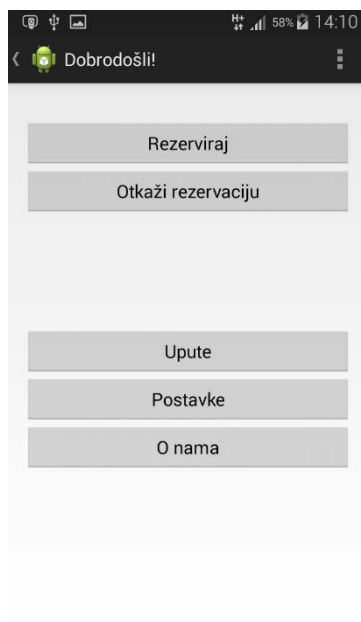 H+ 58% 14:10
Dobrodošli!
Rezerviraj
Otkaži rezervaciju
Upute
Postavke
O nama